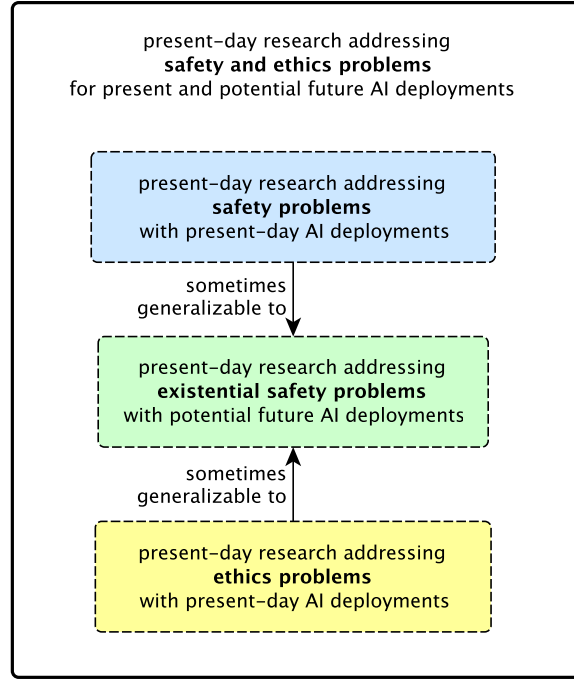 present-day research addressing
safety and ethics problems
for present and potential future AI deployments
present-day research addressing
safety problems
with present-day AI deployments
sometimes
generalizable to
present-day research addressing
existential safety problems
with potential future AI deployments
sometimes
generalizable to
present-day research addressing
ethics problems
with present-day AI deployments